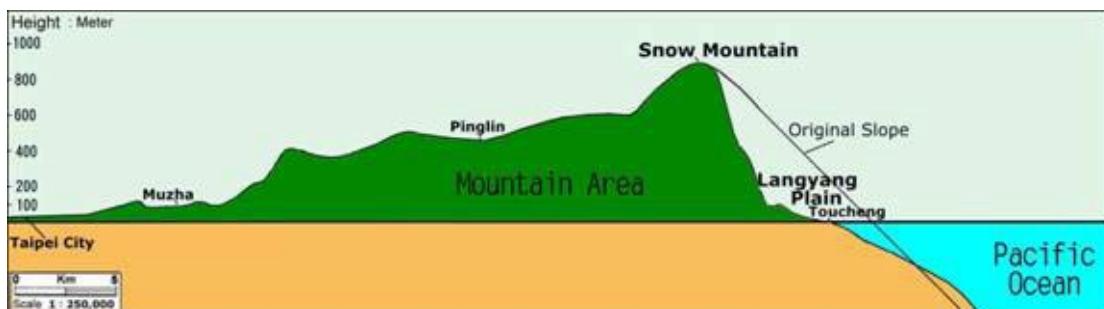 Height : Meter
1000
800
600
400
200
100
Snow Mountain
Original Slope
Pinglin
Mountain Area
Langyang
Plain
Muzha
Toucheng
Taipei City
Pacific
Ocean
0 Km 5
Scale 1 : 250,000